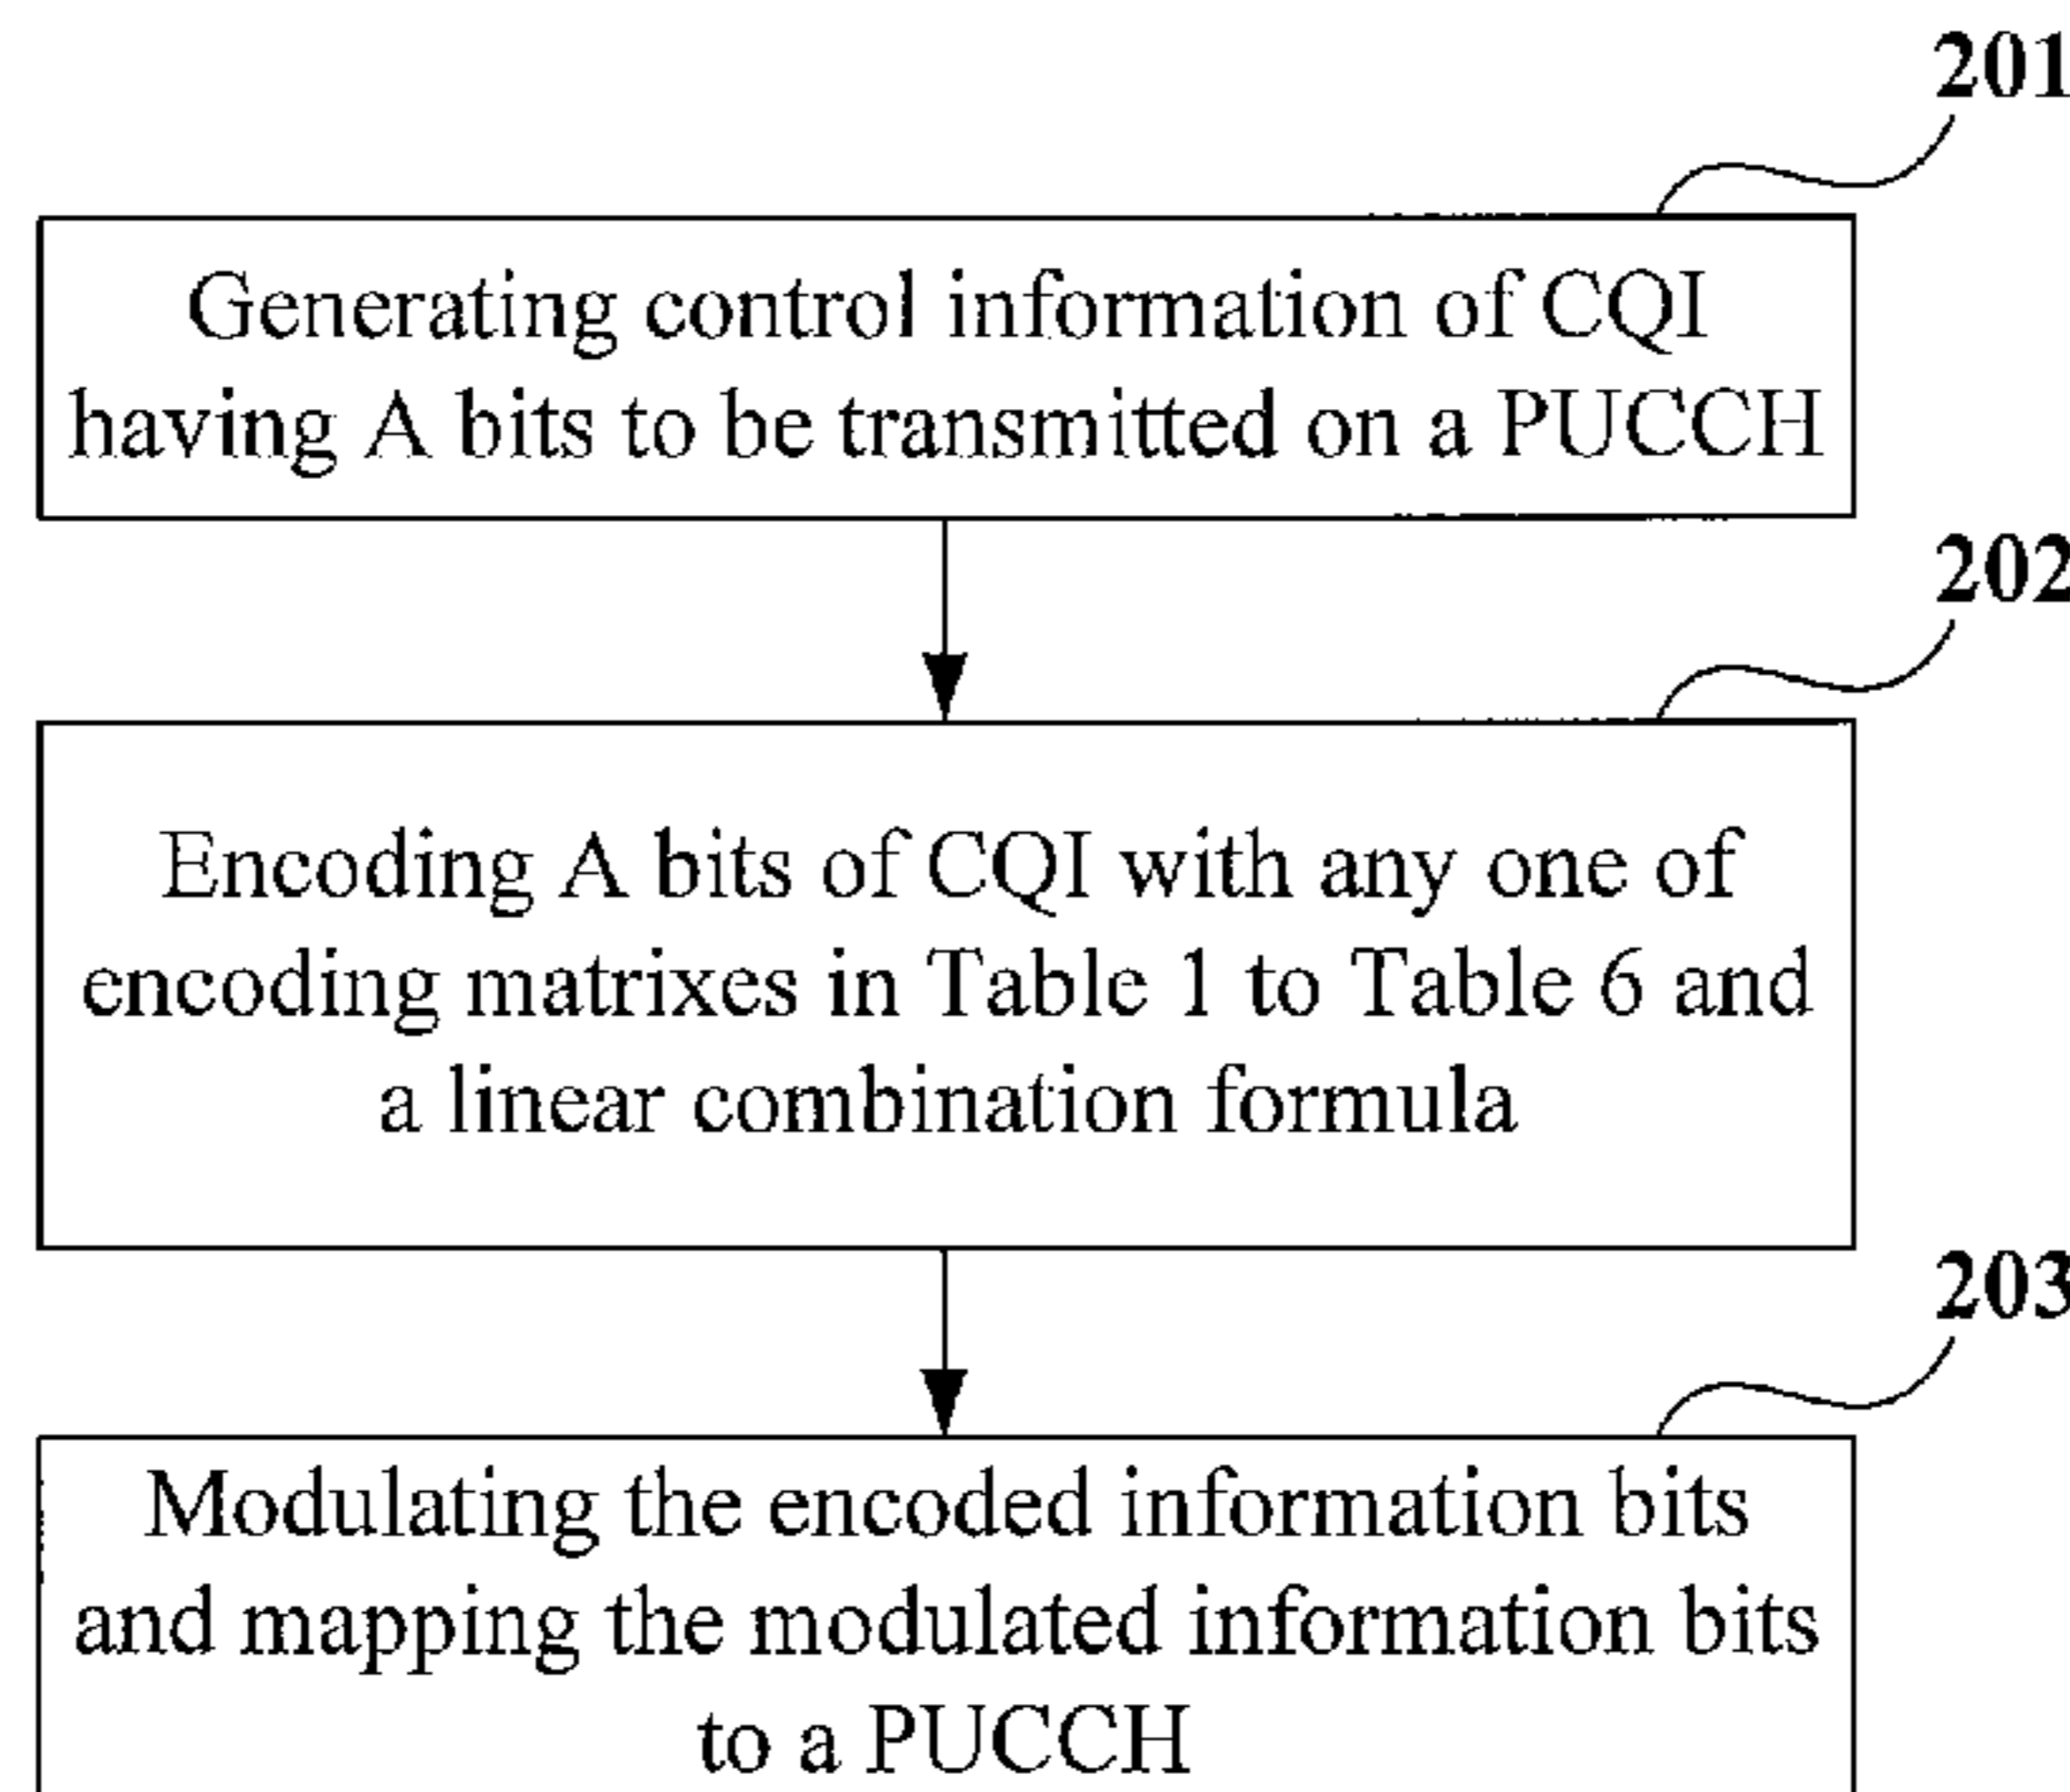 201
Generating control information of CQI
having A bits to be transmitted on a PUCCH
202
Encoding A bits of CQI with any one of
encoding matrixes in Table 1 to Table 6 and
a linear combination formula
203
Modulating the encoded information bits
and mapping the modulated information bits
to a PUCCH